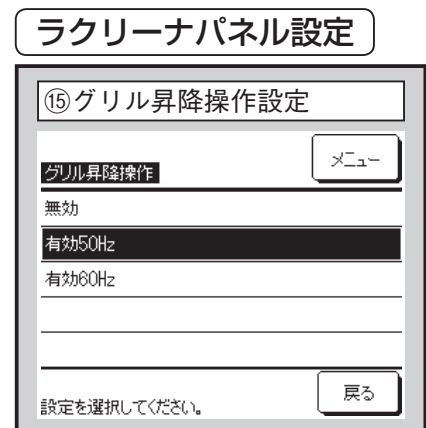 ラクリーナパネル設定
⑮グリル昇降操作設定
メニュー
グリル昇降操作
無効
有効50Hz
有効60Hz
設定を選択してください。
戻る